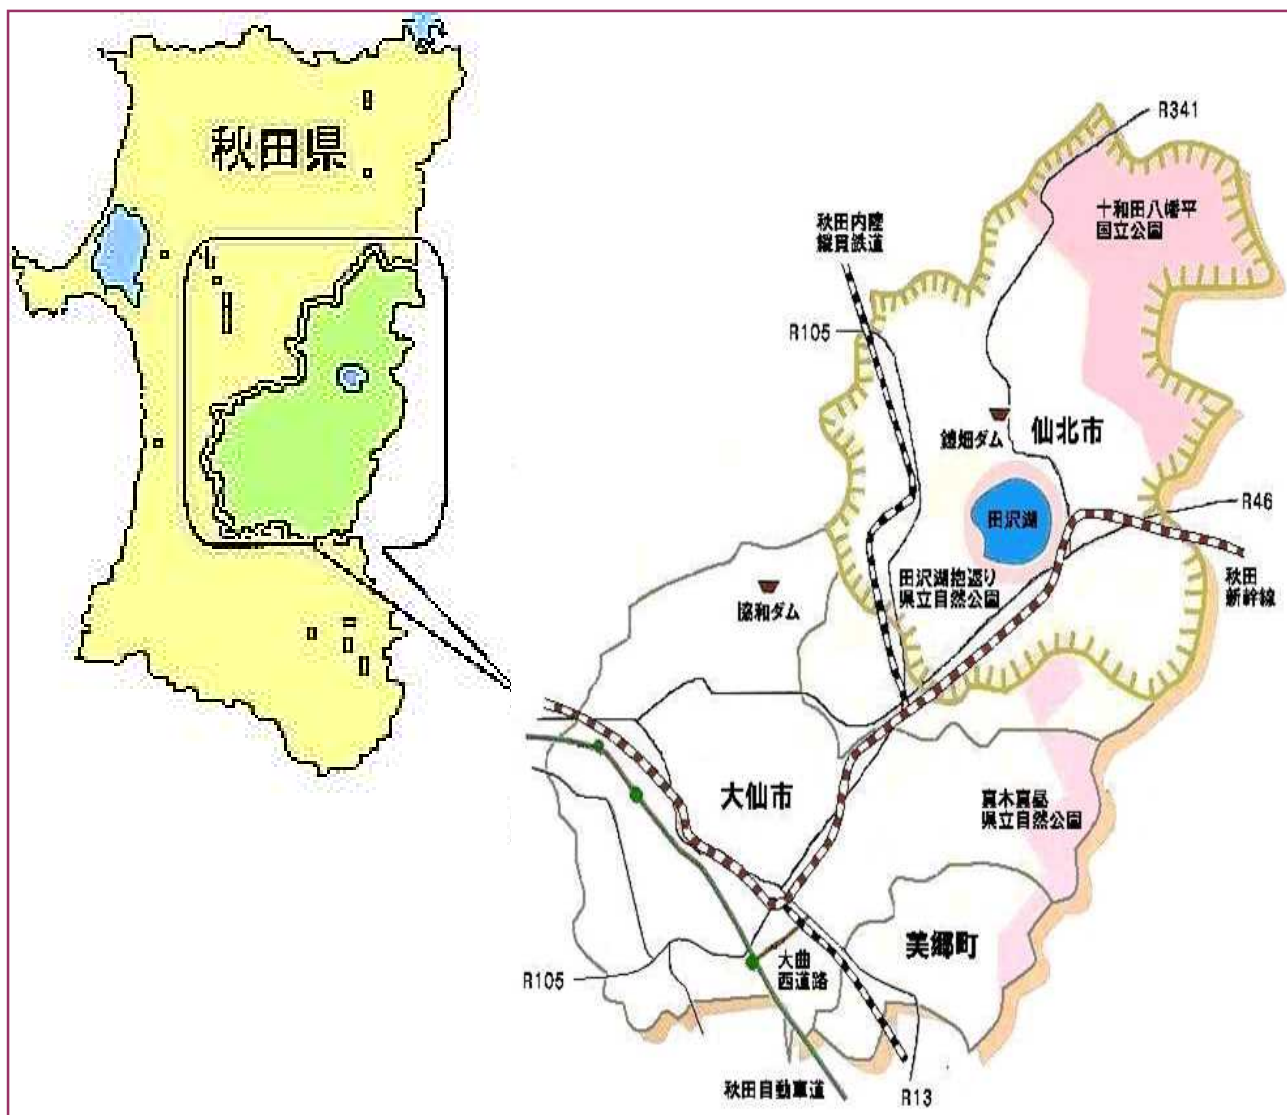 秋田県
R341
十和田八幡平
国立公園
秋田内陸
縦貫鉄道
R105
鎧畑ダム
仙北市
R46
田沢湖
秋田
新幹線
田沢湖抱返り
県立自然公園
協和ダム
大仙市
真木真昼
県立自然公園
美郷町
大曲
西道路
R105
秋田自動車道
R13